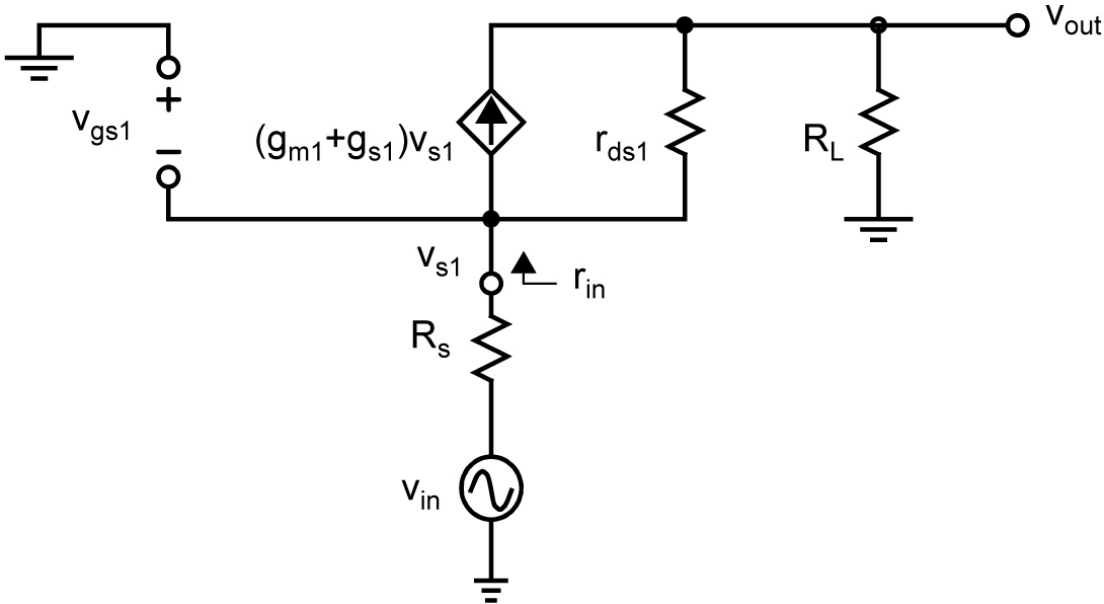 v_out
+
v_gs1
−
(g_m1+g_s1)v_s1
r_ds1
R_L
v_s1
r_in
R_s
v_in